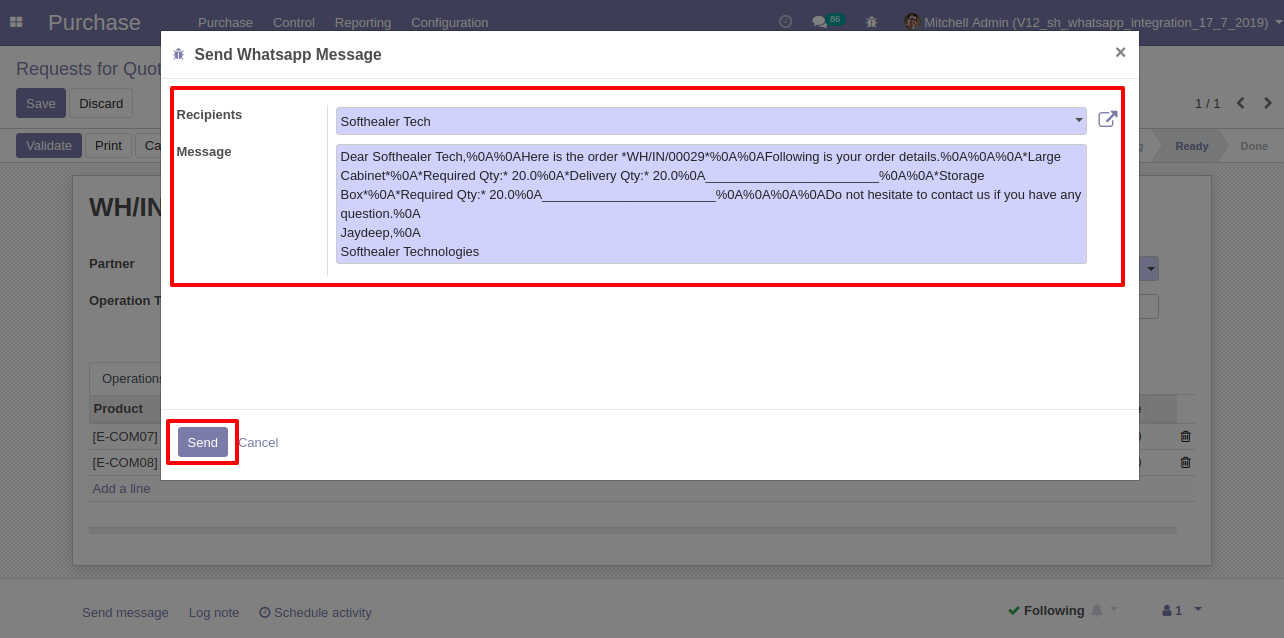 Purchase
Purchase Control Reporting Configuration
86
Mitchell Admin (V12_sh_whatsapp_integration_17_7_2019)
Requests for Quot
Save Discard
1 / 1
Validate Print Ca
Ready Done
Send Whatsapp Message
×
Recipients
Softhealer Tech
Message
Dear Softhealer Tech,%0A%0AHere is the order *WH/IN/00029*%0A%0AFollowing is your order details.%0A%0A%0A*Large
Cabinet*%0A*Required Qty:* 20.0%0A*Delivery Qty:* 20.0%0A________________________%0A%0A*Storage
Box*%0A*Required Qty:* 20.0%0A________________________%0A%0A%0A%0ADo not hesitate to contact us if you have any
question.%0A
Jaydeep,%0A
Softhealer Technologies
Send Cancel
WH/IN
Partner
Operation T
Operations
Product
[E-COM07]
[E-COM08]
Add a line
Send message Log note Schedule activity
Following 1